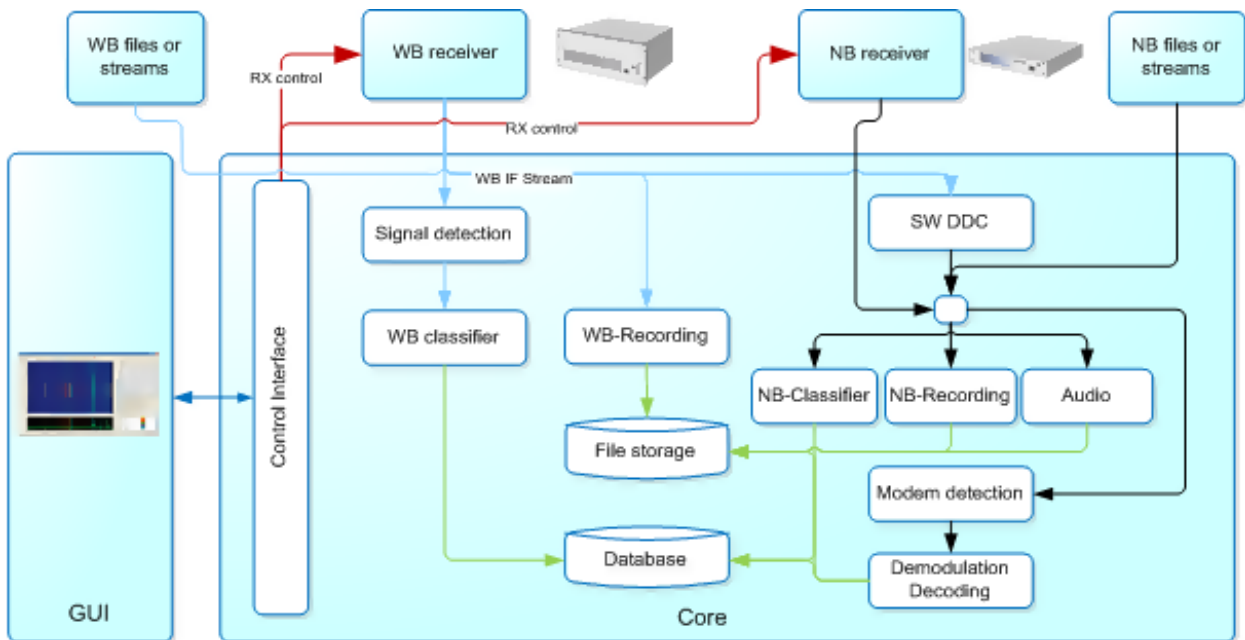 WB files or
streams
WB receiver
NB receiver
NB files or
streams
RX control
RX control
WB IF Stream
Signal detection
SW DDC
WB classifier
WB-Recording
Control Interface
NB-Classifier
NB-Recording
Audio
File storage
Modem detection
Database
Demodulation
Decoding
GUI
Core